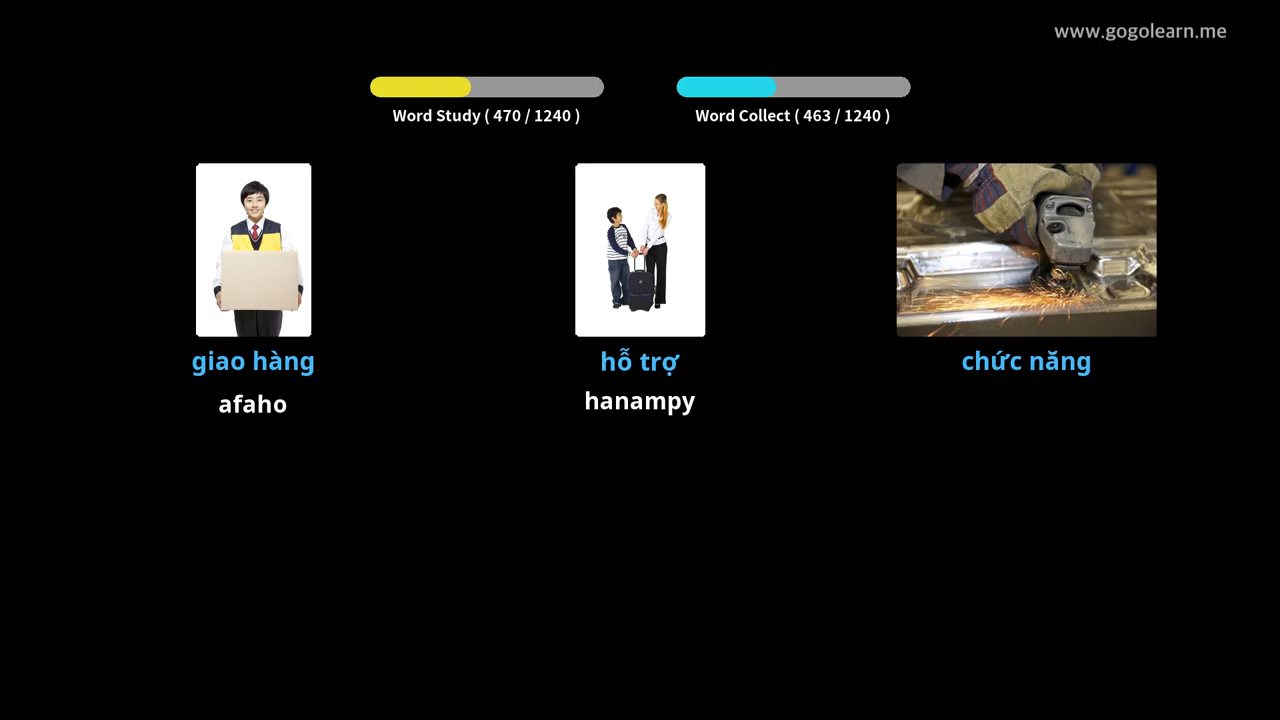 www.gogolearn.me
Word Study ( 470 / 1240 )
Word Collect ( 463 / 1240 )
giao hàng
hỗ trợ
chức năng
afaho
hanampy